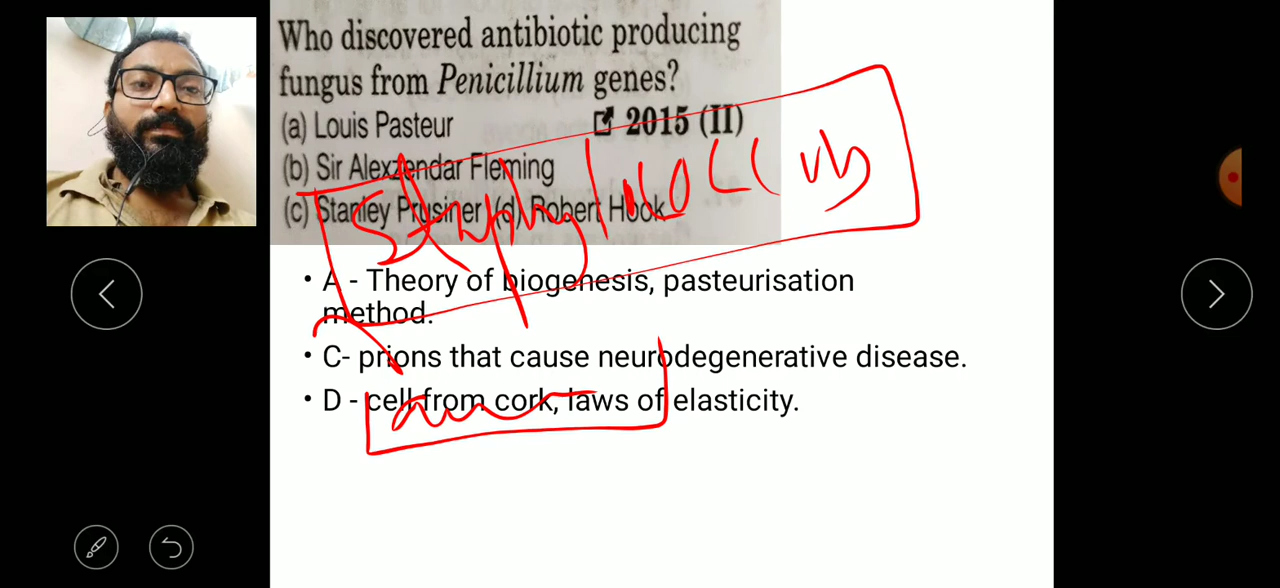 Who discovered antibiotic producing
fungus from Penicillium genes?
(a) Louis Pasteur 2015 (II)
(b) Sir Alexzendar Fleming
(c) Stanley Prusiner (d) Robert Hook
• A - Theory of biogenesis, pasteurisation
method.
• C- prions that cause neurodegenerative disease.
• D - cell from cork, laws of elasticity.